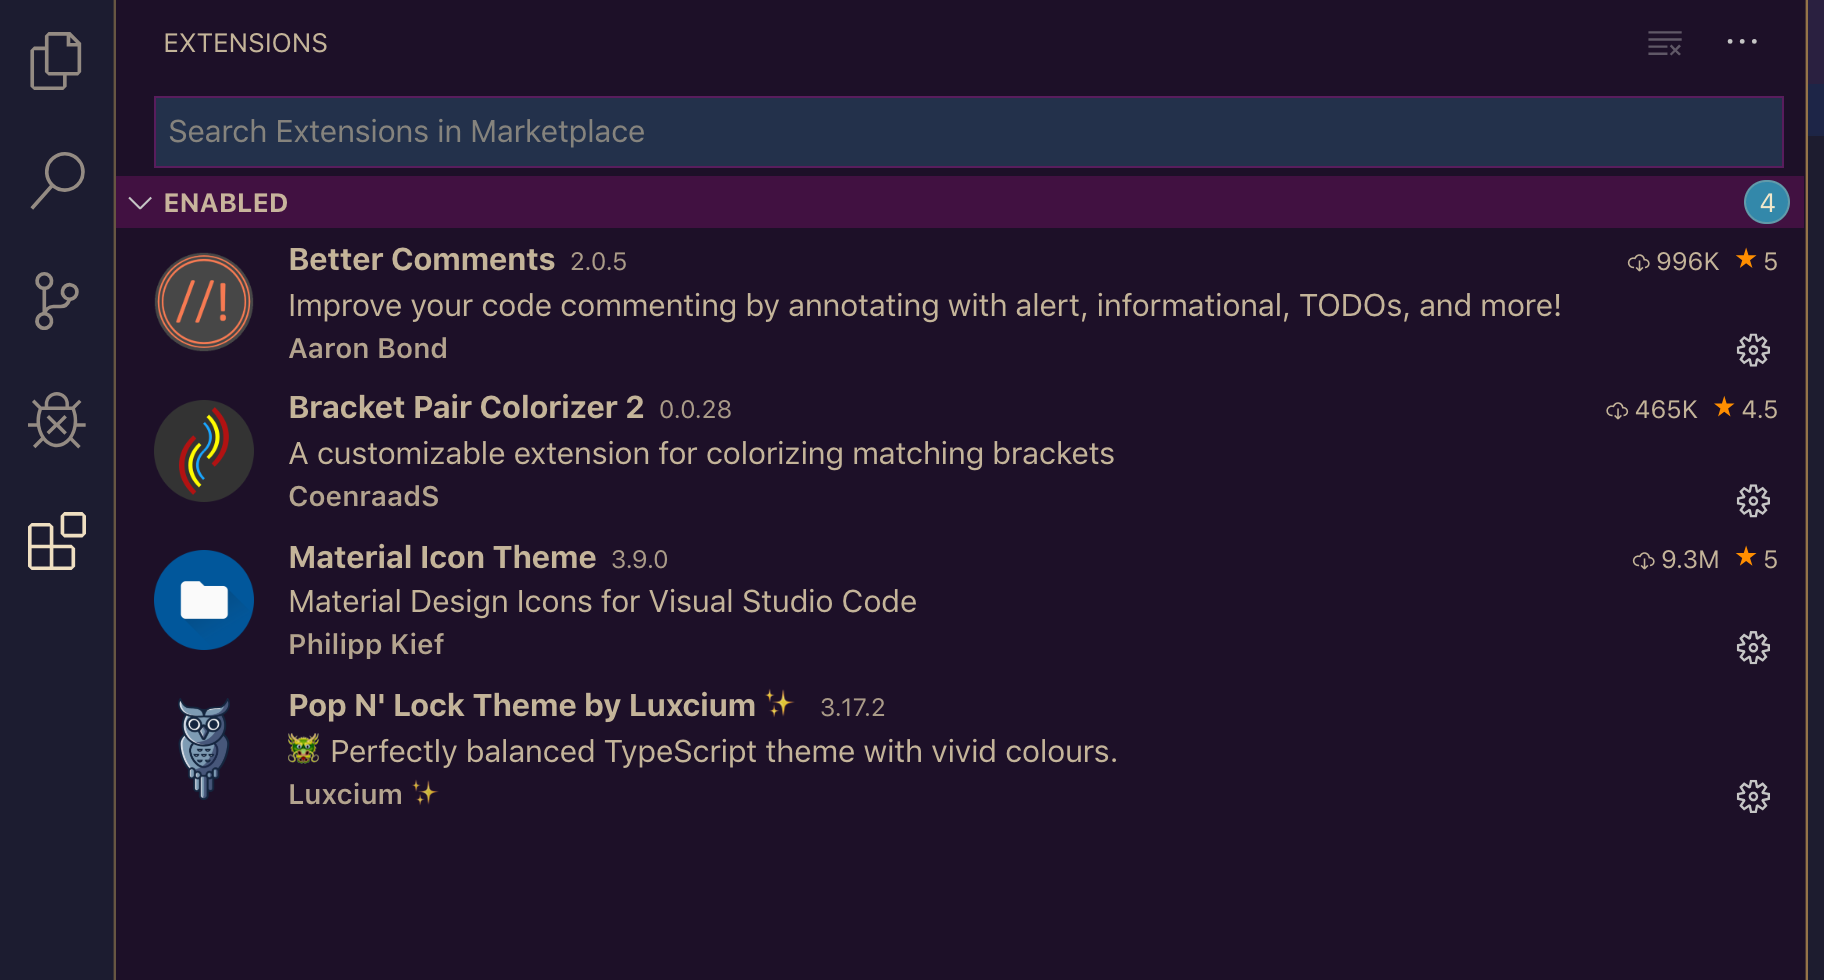 EXTENSIONS
Search Extensions in Marketplace
ENABLED 4
Better Comments 2.0.5 996K ★ 5
Improve your code commenting by annotating with alert, informational, TODOs, and more!
Aaron Bond
Bracket Pair Colorizer 2 0.0.28 465K ★ 4.5
A customizable extension for colorizing matching brackets
CoenraadS
Material Icon Theme 3.9.0 9.3M ★ 5
Material Design Icons for Visual Studio Code
Philipp Kief
Pop N' Lock Theme by Luxcium ✨ 3.17.2
🐲 Perfectly balanced TypeScript theme with vivid colours.
Luxcium ✨